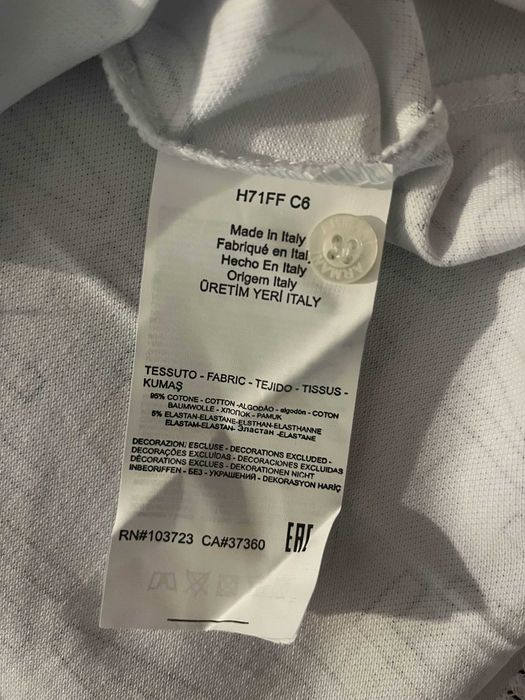 H71FF C6
Made in Italy
Fabriqué en Ital
Hecho En Italy
Origem Italy
ÜRETİM YERİ ITALY
ARMANI
TESSUTO - FABRIC - TEJIDO - TISSUS -
KUMAŞ
95% COTONE - COTTON -ALGODÃO - algodón - COTON
BAUMWOLLE - ХЛОПОК - PAMUK
5% ELASTAN-ELASTANE-ELSTHAN-ELASTHANNE
ELASTAM-ELASTAN- Эластан -ELASTANE
DECORAZIONI ESCLUSE - DECORATIONS EXCLUDED -
DECORAÇÕES EXCLUÍDAS - DECORACIONES EXCLUIDAS
DÉCORATIONS EXCLUES - DEKORATIONEN NICHT
INBEGRIFFEN - БЕЗ - УКРАШЕНИЙ - DEKORASYON HARİÇ
RN#103723 CA#37360 EAC